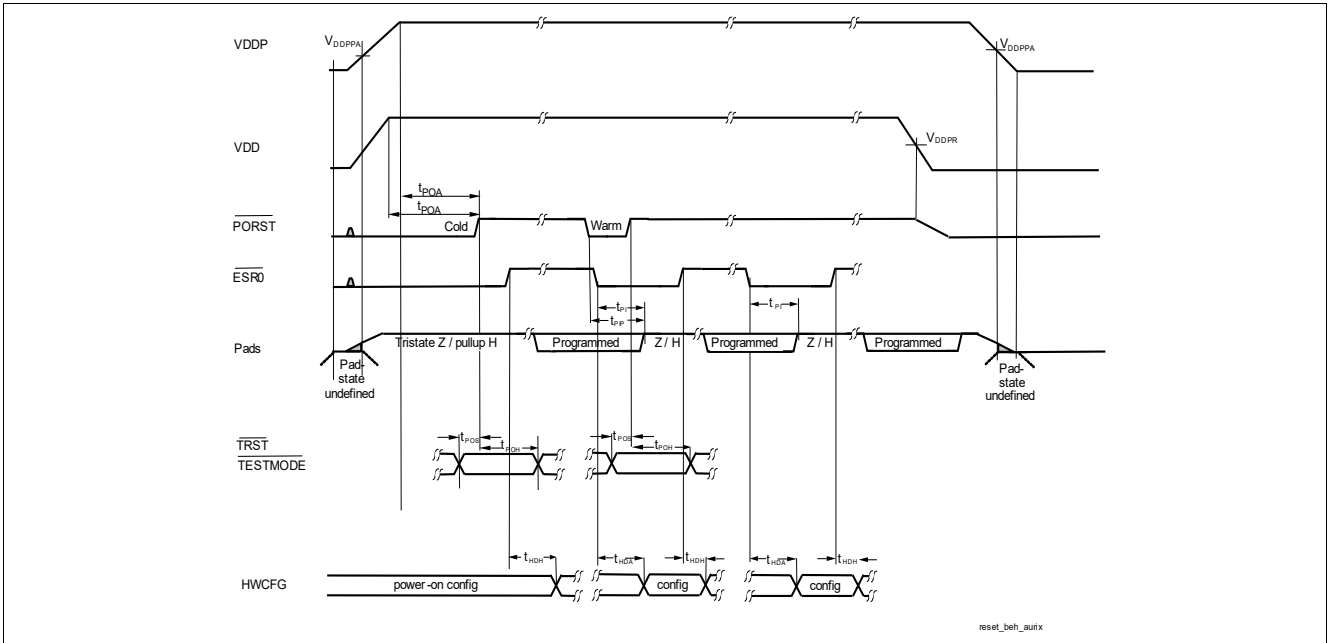 VDDP
VDDPPA
VDDPPA
VDD
VDDPR
tPOA
tPOA
PORST
Cold
Warm
ESR0
tPI
tPI
tPIP
Pads
Tristate Z / pullup H
Programmed
Z / H
Programmed
Z / H
Programmed
Pad-
state
undefined
Pad-
state
undefined
TRST
TESTMODE
tPOS
tPOH
tPOS
tPOH
tHDH
tHDA
tHDH
tHDA
tHDH
HWCFG
power-on config
config
config
reset_beh_aurix